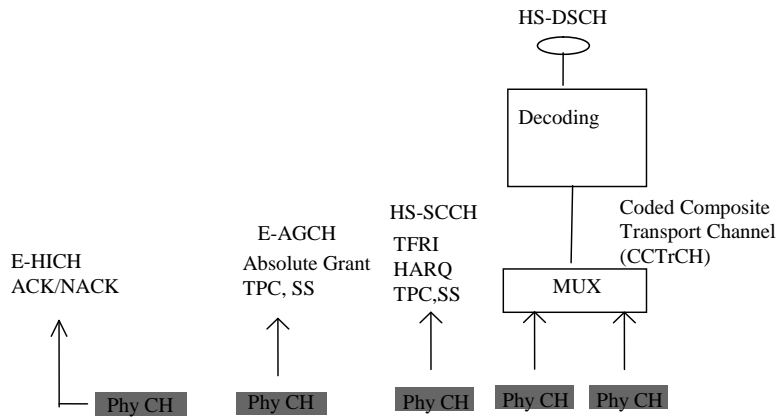 HS-DSCH
Decoding
HS-SCCH
TFRI
HARQ
TPC,SS
Coded Composite
Transport Channel
(CCTrCH)
E-AGCH
Absolute Grant
TPC, SS
E-HICH
ACK/NACK
MUX
Phy CH
Phy CH
Phy CH
Phy CH
Phy CH